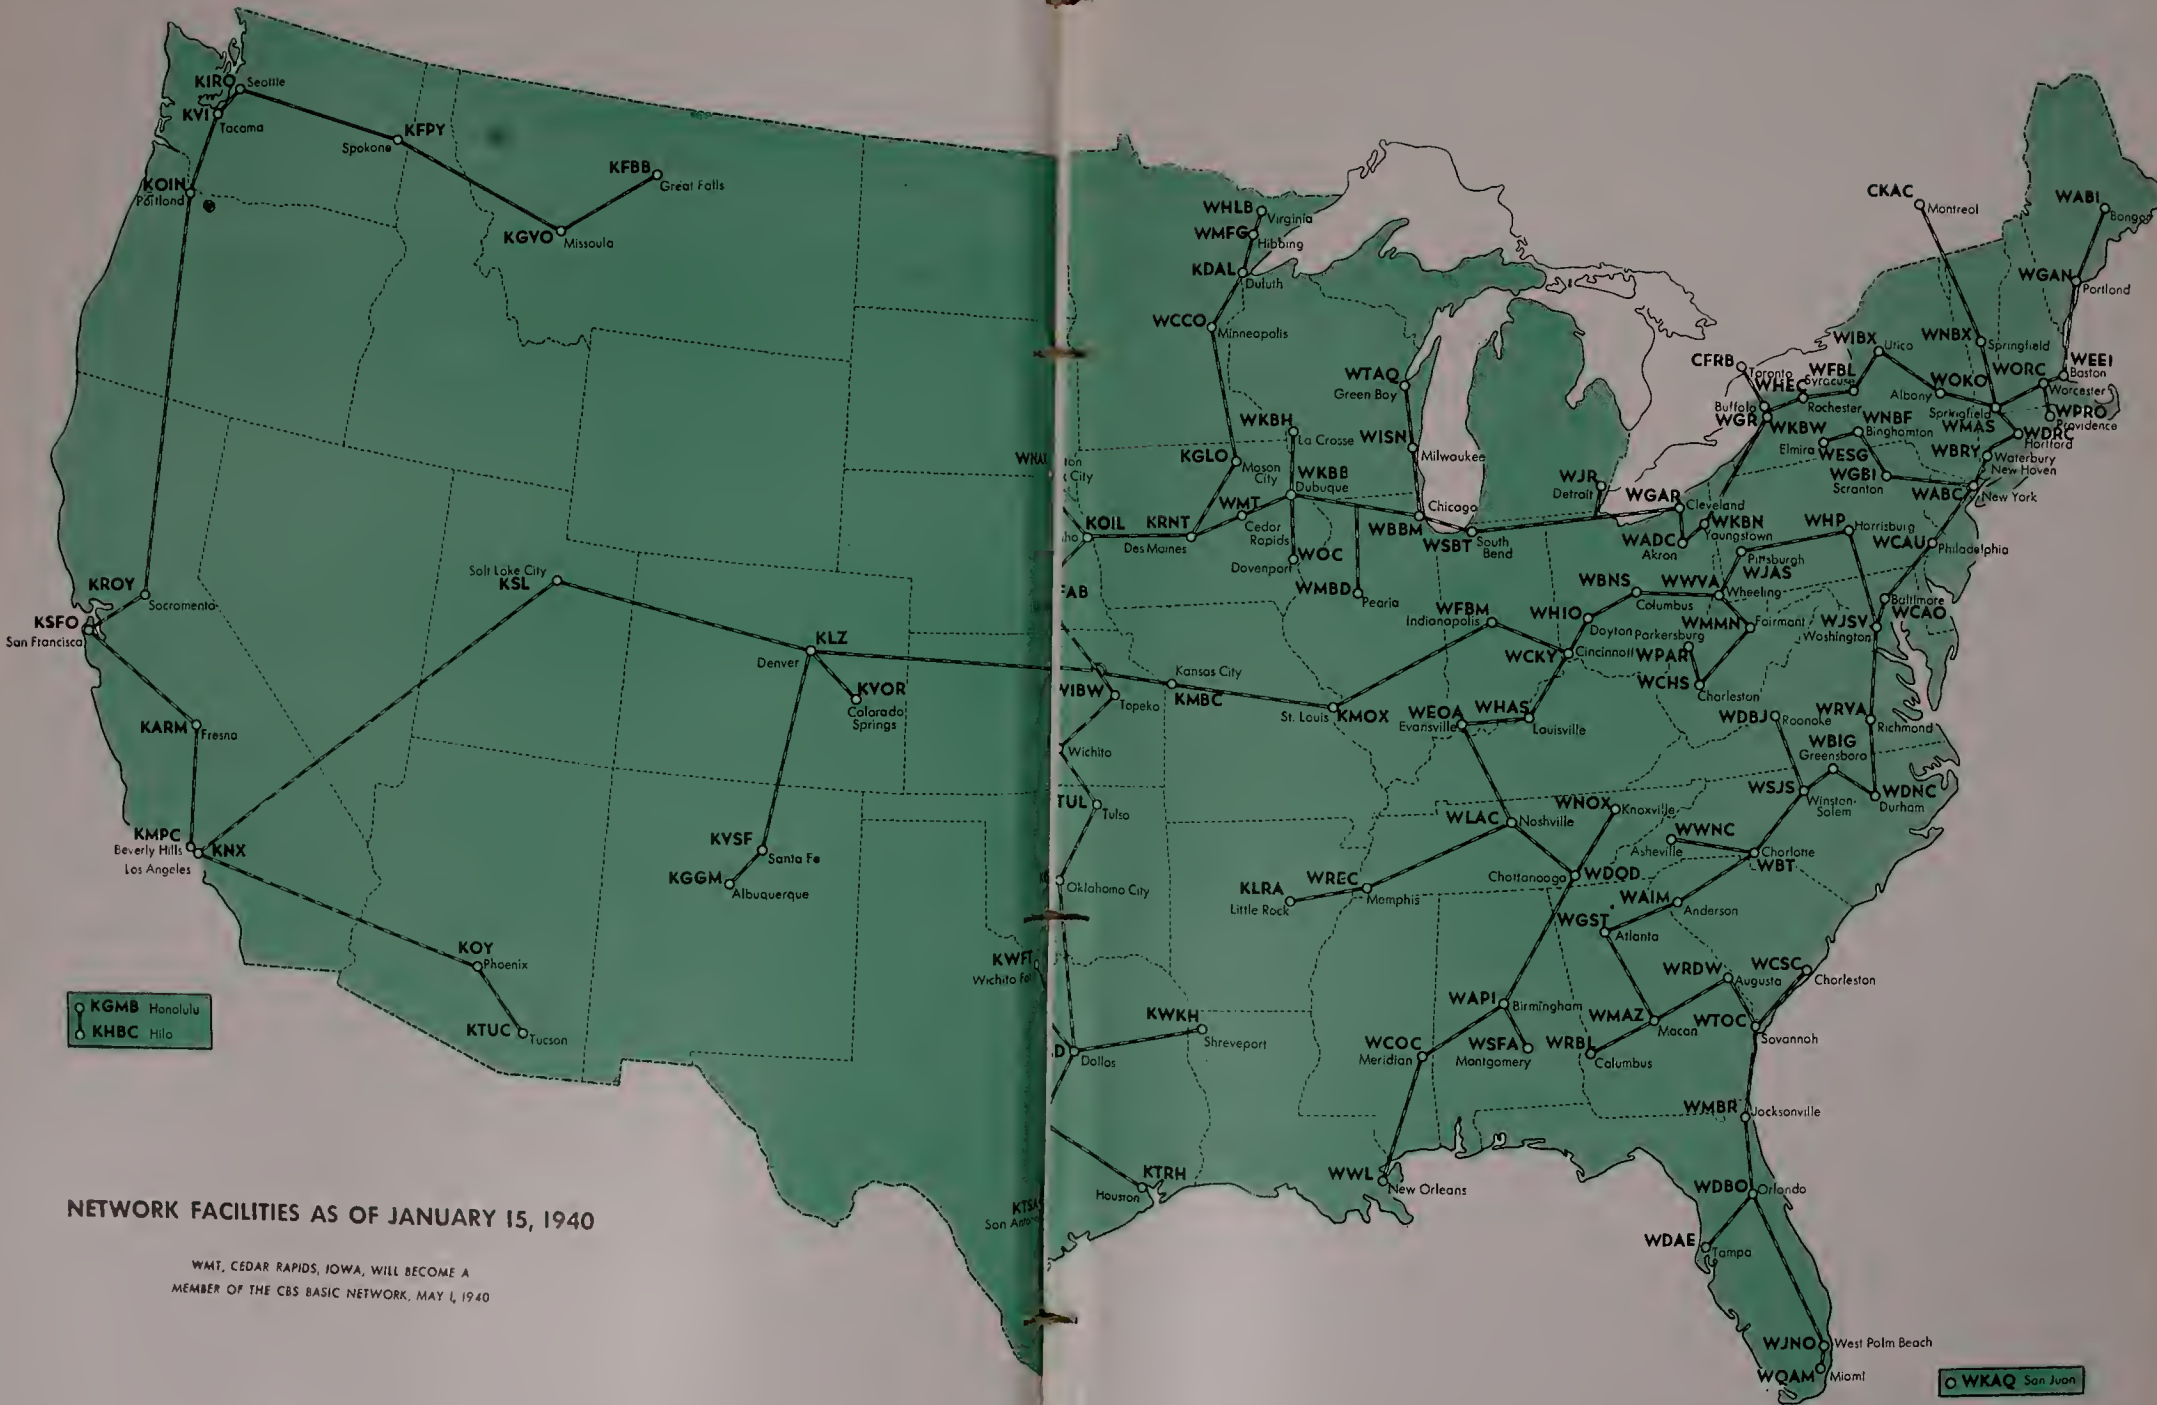 KIRO Seattle
KVI
Tacoma
KFPY
Spokane
KFBB
Great Falls
KOIN
Portland
KGVO Missoula
KROY
Sacramento
KSFO
San Francisco
KARM
Fresno
KMPC
Beverly Hills
KNX
Los Angeles
Salt Lake City
KSL
KLZ
Denver
KVOR
Colorado
Springs
KVSF
Santa Fe
KGGM
Albuquerque
KOY
Phoenix
KTUC
Tucson
KGMB Honolulu
KHBC Hilo
NETWORK FACILITIES AS OF JANUARY 15, 1940
WMT, CEDAR RAPIDS, IOWA, WILL BECOME A
MEMBER OF THE CBS BASIC NETWORK, MAY 1, 1940
KWFT
Wichita
San
WHLB
Virginia
WMFG
Hibbing
KDAL
Duluth
WCCO
Minneapolis
WTAQ
Green Bay
WKBH
La Crosse
WISN
Milwaukee
KGLO
Mason
City
WKBB
Dubuque
City
KOIL
KRNT
Des Moines
WMT
Cedar
Rapids
WOC
Davenport
Chicago
WBBM
WSBT South
Bend
WMBD
Peoria
WJR
Detroit
WGAR
Cleveland
WADC
Akron
WKBN
Youngstown
WIBW
Topeka
Kansas City
KMBC
St. Louis KMOX
Wichita
Tulsa
Oklahoma City
Dallas
KWKH
Shreveport
KTRH
Houston
WFBM
Indianapolis
WHIO
Dayton
WBNS
Columbus
WWVA
Wheeling
WJAS
Pittsburgh
WCKY Cincinnati
WMMN Fairmont
Parkersburg
WPAR
WCHS
Charleston
WEOA
Evansville
WHAS
Louisville
WLAC Nashville
WNOX Knoxville
Chattanooga WDOD
KLRA
Little Rock
WREC
Memphis
WWNC
Asheville
Charlotte
WBT
WAIM
Anderson
WGST
Atlanta
WRDW
Augusta
WCSC
Charleston
WAPI Birmingham
WMAZ
Macon
WTOC
Savannah
WCOC
Meridian
WSFA
Montgomery
WRBL
Columbus
WWL
New Orleans
WMBR Jacksonville
WDBO Orlando
WDAE
Tampa
WJNO West Palm Beach
WQAM Miami
WKAQ San Juan
CKAC
Montreal
WABI
WGAN
Portland
CFRB
Toronto
WIBX
Utica
WNBX
Springfield
WEEI
Boston
WORC
Worcester
WHEC
Rochester
WFBL
Syracuse
Albany
WOKO
Springfield
WMAS
WPRO
Providence
WDRC
Hartford
Buffalo
WGR
WKBW
WNBF
Binghamton
Elmira WESG
WGBI
Scranton
WBRY
Waterbury
New Haven
WABC
New York
WHP Harrisburg
WCAU
Philadelphia
Baltimore
WCAO
WJSV
Washington
WDBJ Roanoke
WRVA
Richmond
WBIG
Greensboro
WSJS
Winston-
Salem
WDNC
Durham